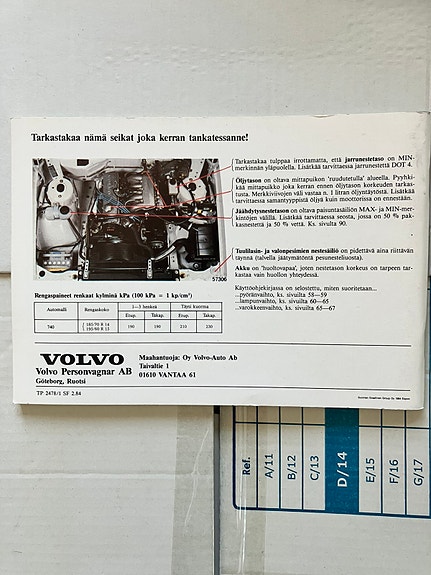 Tarkastakaa nämä seikat joka kerran tankatessanne!
Tarkastakaa tulppaa irrottamatta, että jarrunestetaso on MIN-
merkinnän yläpuolella. Lisätkää tarvittaessa jarrunestettä DOT 4.
Öljytason on oltava mittapuikon 'ruudutetulla' alueella. Pyyhki-
kää mittapuikko joka kerran ennen öljytason korkeuden tarkas-
tusta. Merkkiviivojen väli vastaa n. 1 litran öljyntäytöstä. Lisätkää
tarvittaessa samantyyppistä öljyä kuin moottorissa on ennestään.
Jäähdytysnestetason on oltava paisuntasäiliön MAX- ja MIN-mer-
kintöjen välillä. Lisätkää tarvittaessa seosta, jossa on 50 % pak-
kasnestettä ja 50 % vettä. Ks. sivulta 90.
Tuulilasin- ja valonpesimien nestesäiliö on pidettävä aina riittävän
täynnä (talvella jäätymätöntä pesunesteliuosta).
Akku on 'huoltovapaa', joten nestetason korkeus on tarpeen tar-
kastaa vain huollon yhteydessä.
Käyttöohjekirjassa on selostettu, miten suoritetaan...
...pyöränvaihto, ks. sivuilta 58—59
...lampunvaihto, ks. sivuilta 60—65
...varokkeenvaihto, ks. sivuilta 65—67
57306
Rengaspaineet renkaat kylminä kPa (100 kPa = 1 kp/cm²)
Automalli Rengaskoko 1—3 henkeä Täysi kuorma
Etup. Takap. Etup. Takap.
740 185/70 R 14 190 190 210 230
195/60 R 15
VOLVO
Volvo Personvagnar AB
Göteborg, Ruotsi
Maahantuoja: Oy Volvo-Auto Ab
Taivaltie 1
01610 VANTAA 61
TP 2478/1 SF 2.84
Ref.
A/11
B/12
C/13
D/14
E/15
F/16
G/17